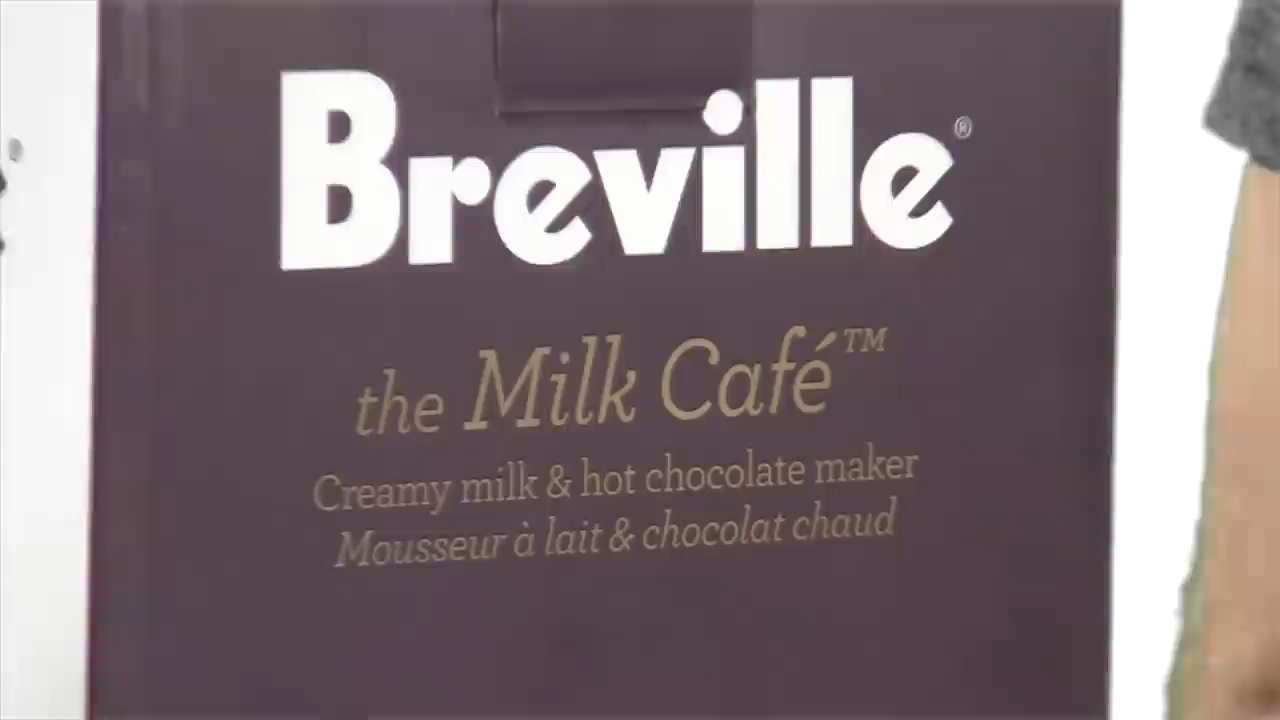 Breville®
the Milk Café™
Creamy milk & hot chocolate maker
Mousseur à lait & chocolat chaud